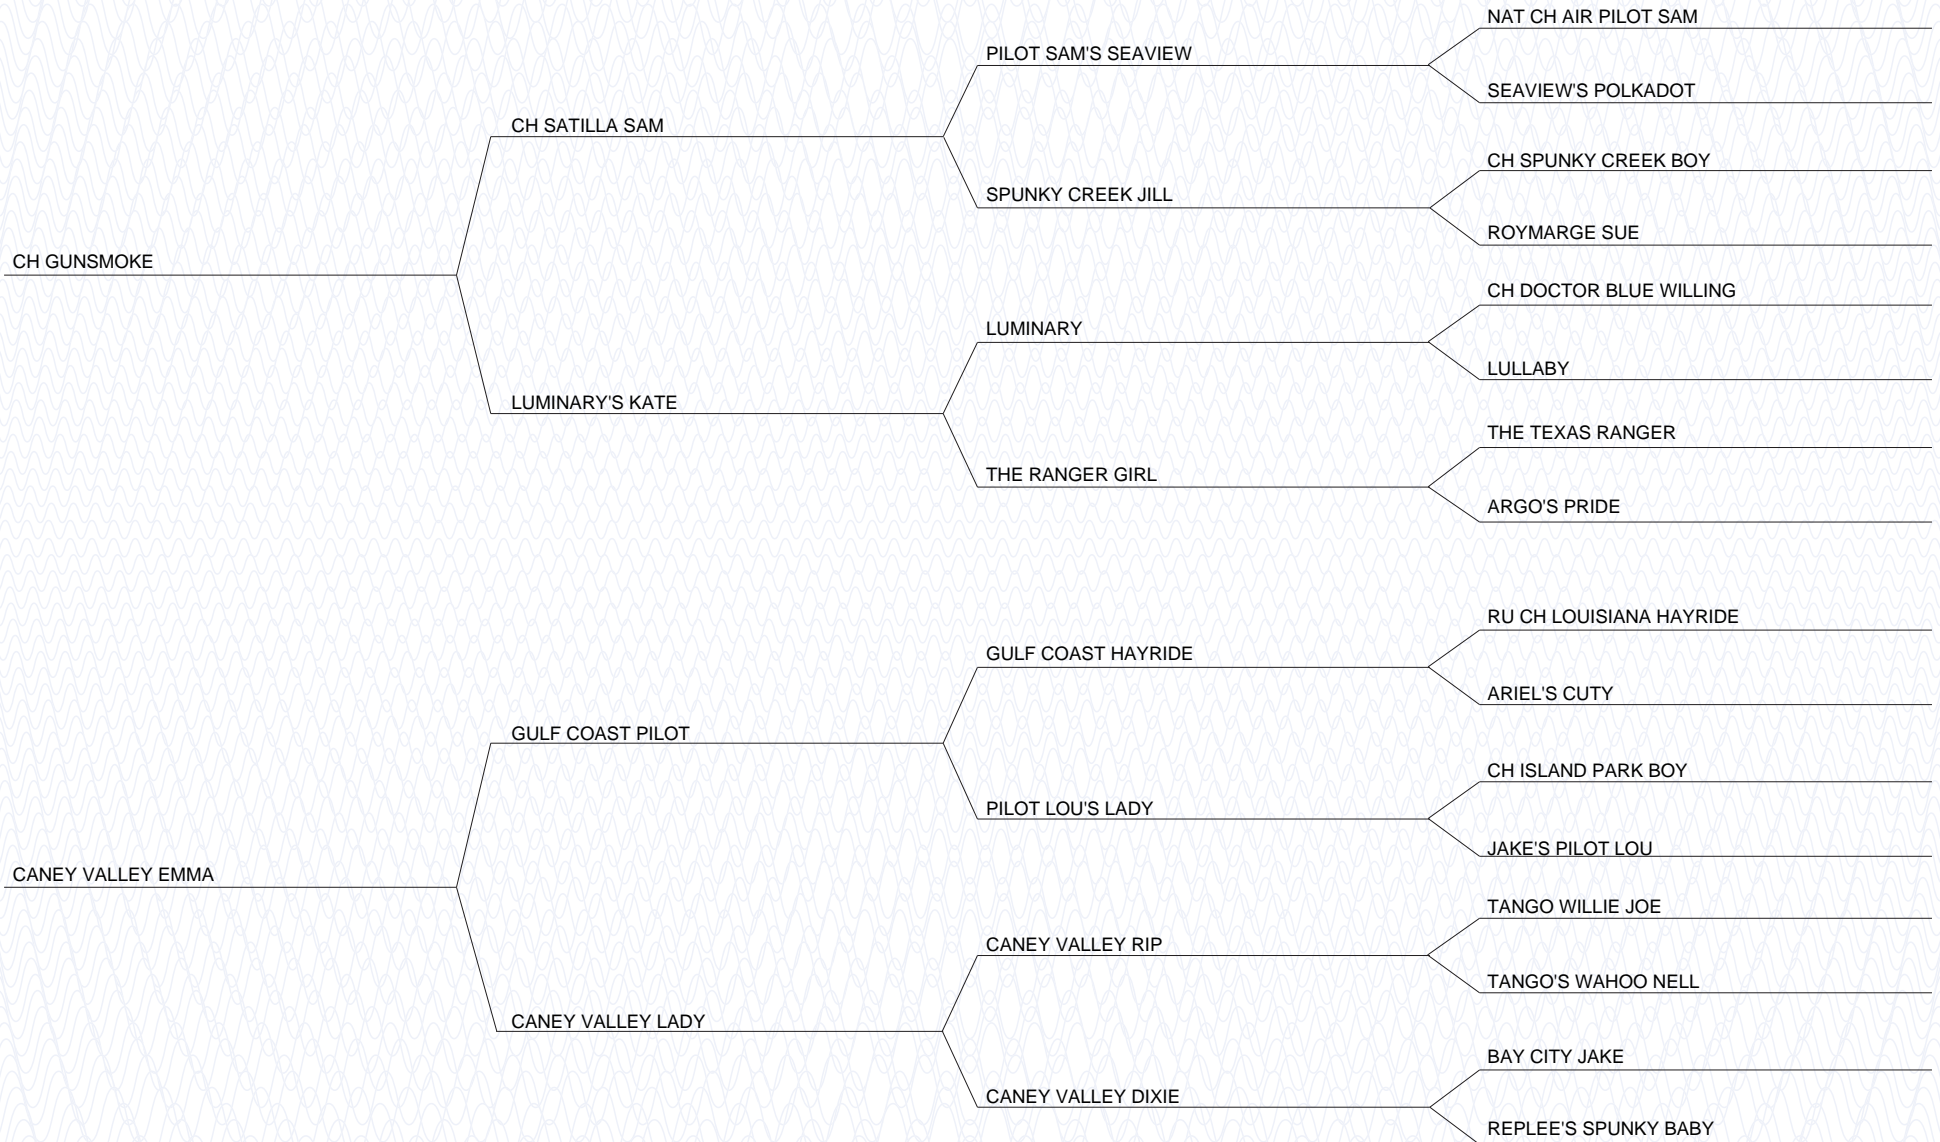 NAT CH AIR PILOT SAM
PILOT SAM'S SEAVIEW
SEAVIEW'S POLKADOT
CH SATILLA SAM
CH SPUNKY CREEK BOY
SPUNKY CREEK JILL
ROYMARGE SUE
CH GUNSMOKE
CH DOCTOR BLUE WILLING
LUMINARY
LULLABY
LUMINARY'S KATE
THE TEXAS RANGER
THE RANGER GIRL
ARGO'S PRIDE
RU CH LOUISIANA HAYRIDE
GULF COAST HAYRIDE
ARIEL'S CUTY
GULF COAST PILOT
CH ISLAND PARK BOY
PILOT LOU'S LADY
JAKE'S PILOT LOU
CANEY VALLEY EMMA
TANGO WILLIE JOE
CANEY VALLEY RIP
TANGO'S WAHOO NELL
CANEY VALLEY LADY
BAY CITY JAKE
CANEY VALLEY DIXIE
REPLEE'S SPUNKY BABY